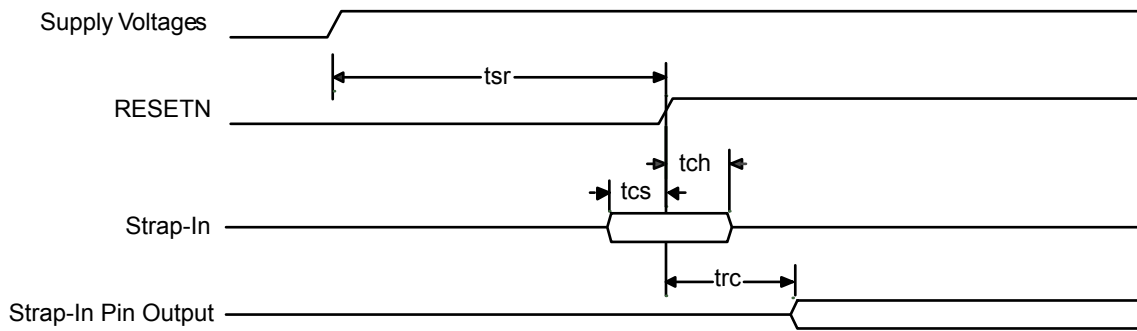 Supply Voltages
tsr
RESETN
tch
tcs
Strap-In
trc
Strap-In Pin Output